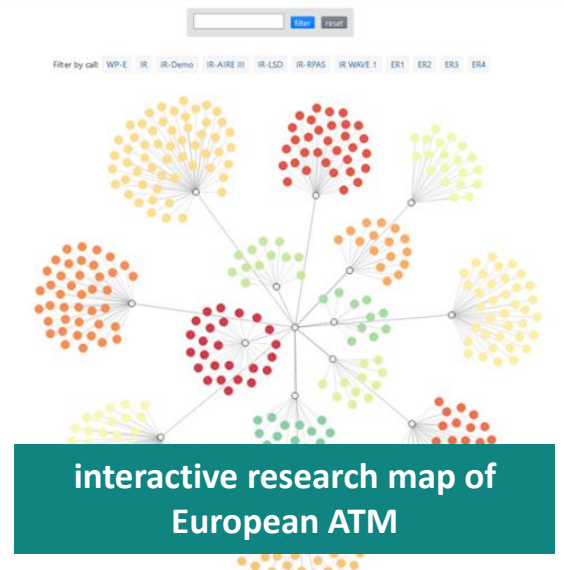 filter reset
Filter by call: WP-E IR IR-Demo IR-AIRE III IR-LSD IR-RPAS IR WAVE 1 ER1 ER2 ER3 ER4
interactive research map of
European ATM